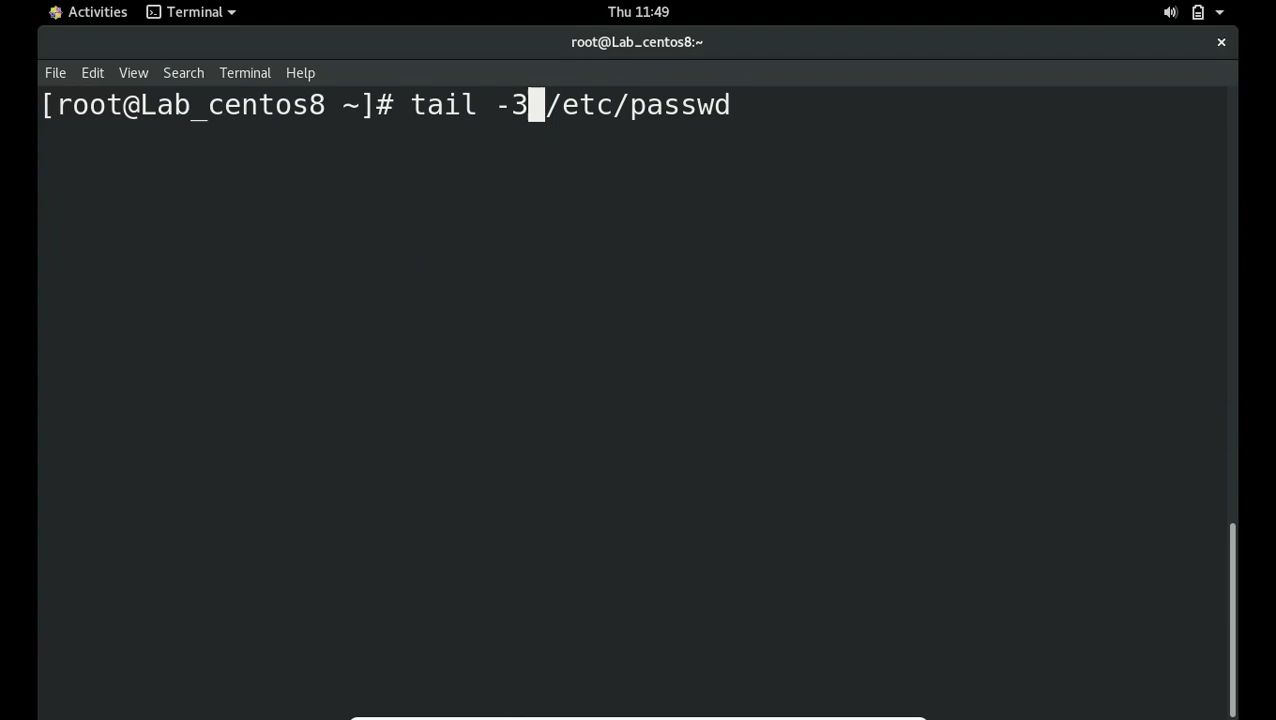 Activities Terminal Thu 11:49
root@Lab_centos8:~
File Edit View Search Terminal Help
[root@Lab_centos8 ~]# tail -3 /etc/passwd